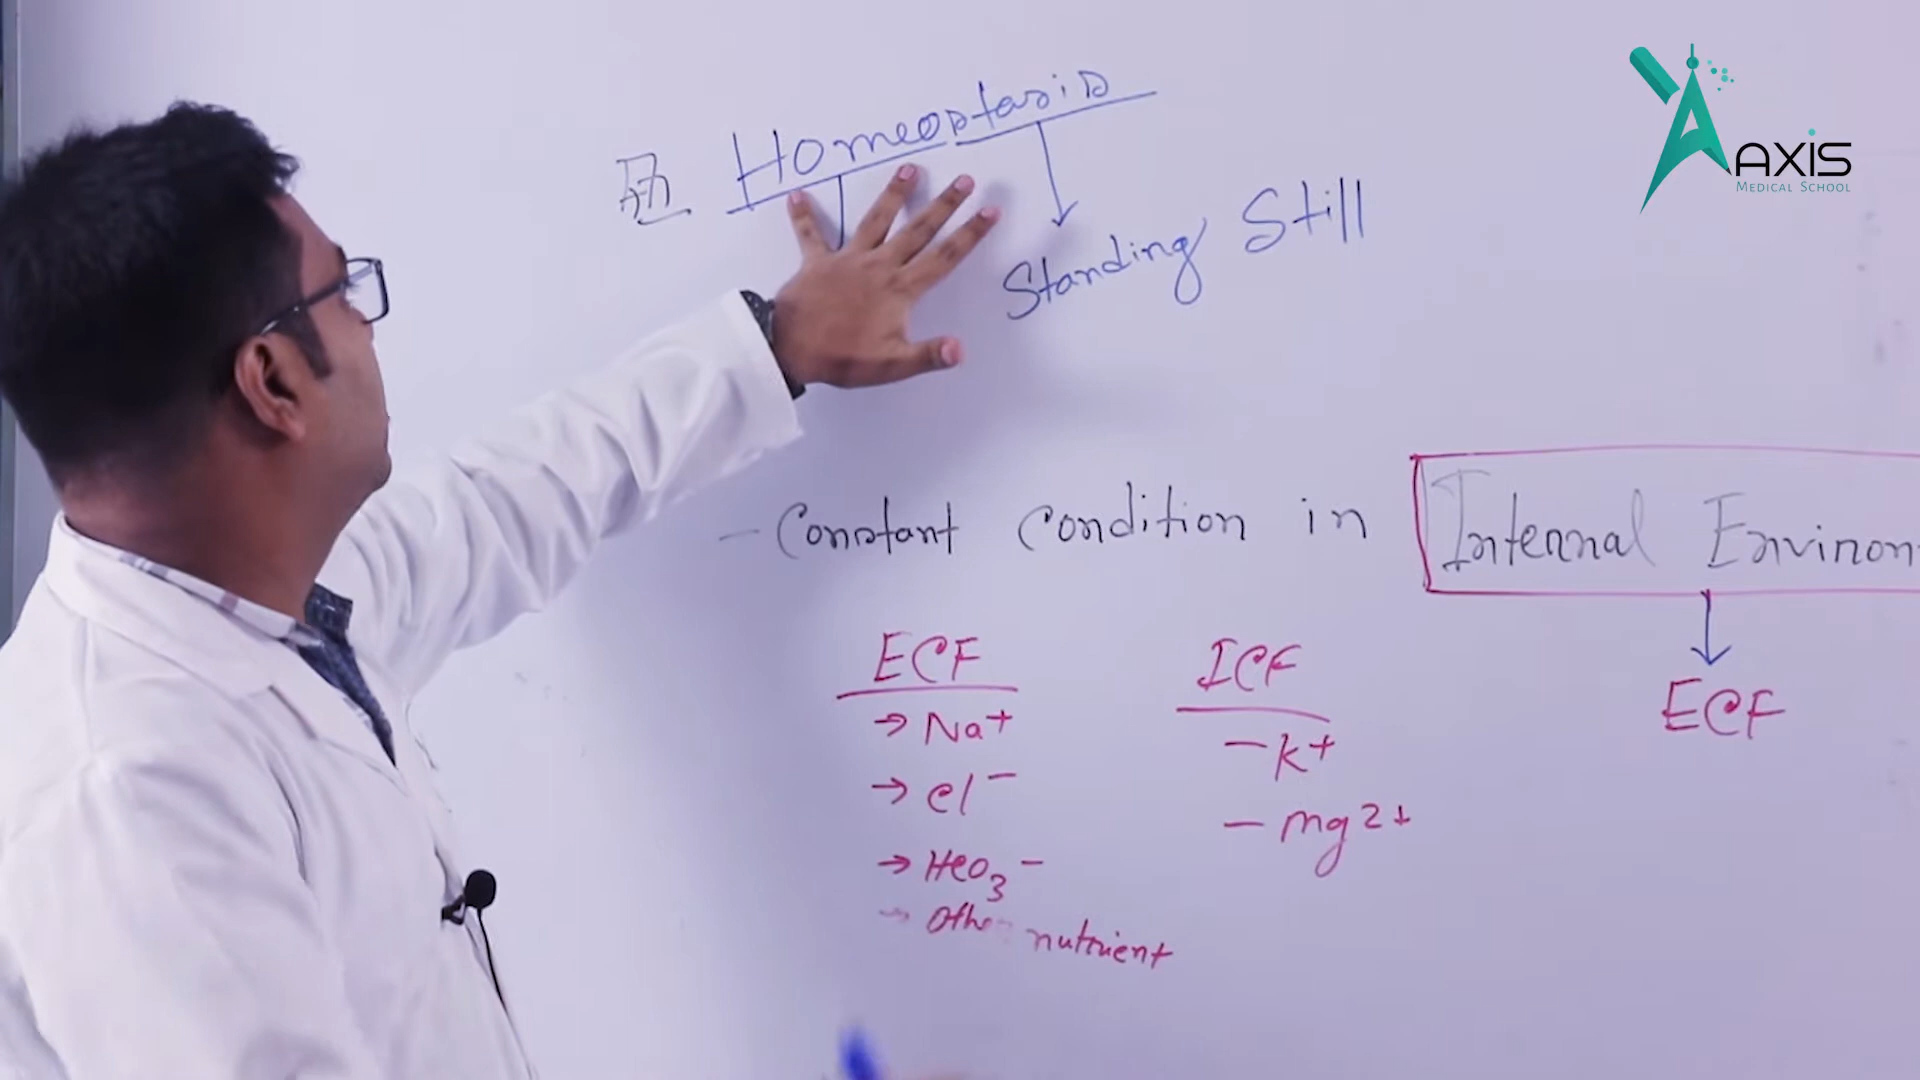 Homeostasis
Standing Still
- Constant Condition in Internal Environ
ECF
→ Na+
→ Cl-
→ HCO3-
→ Other nutrient
ICF
- K+
- mg2+
ECF
AXIS
MEDICAL SCHOOL